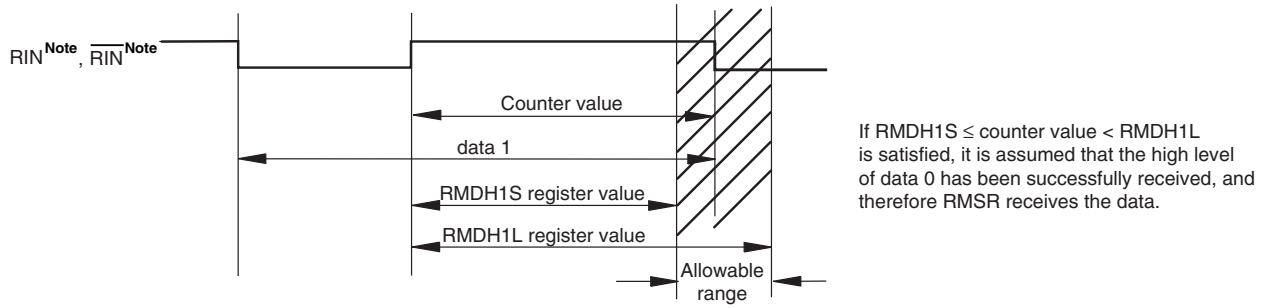 RIN Note, RIN Note
Counter value
data 1
RMDH1S register value
RMDH1L register value
Allowable
range
If RMDH1S ≤ counter value < RMDH1L
is satisfied, it is assumed that the high level
of data 0 has been successfully received, and
therefore RMSR receives the data.